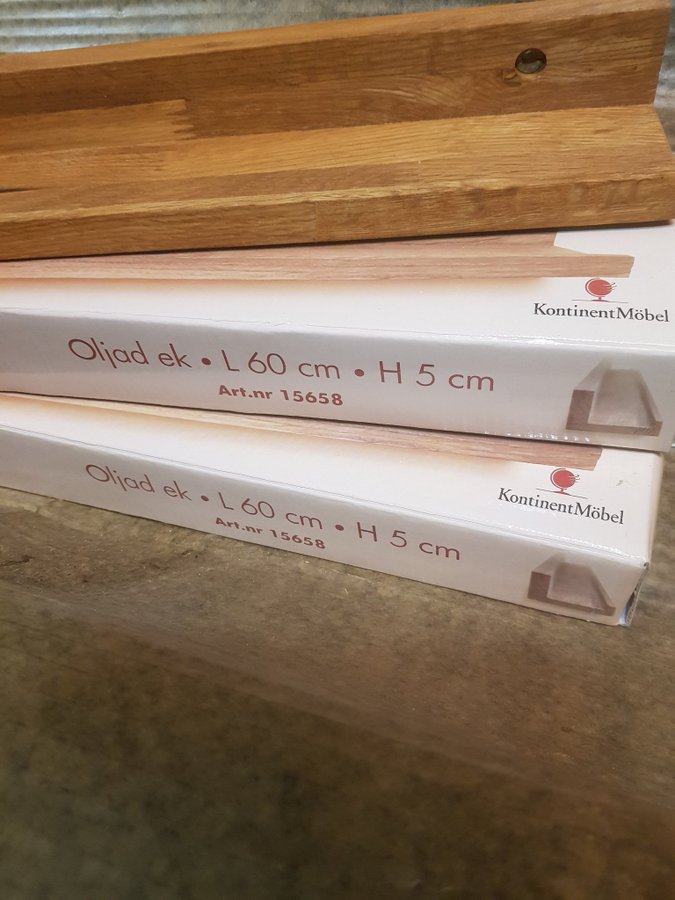 KontinentMöbel
Oljad ek • L 60 cm • H 5 cm
Art.nr 15658
KontinentMöbel
Oljad ek • L 60 cm • H 5 cm
Art.nr 15658